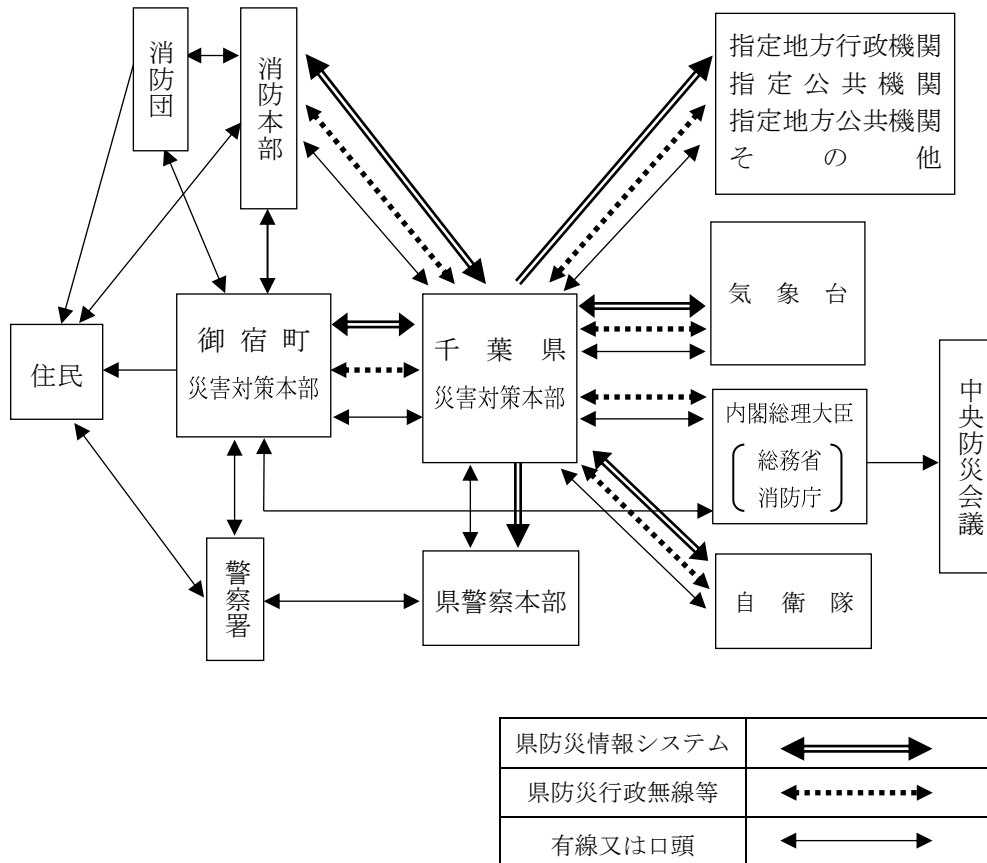 消防団
消防本部
指定地方行政機関
指定公共機関
指定地方公共機関
その他
気象台
御宿町
災害対策本部
千葉県
災害対策本部
住民
内閣総理大臣
総務省
消防庁
中央防災会議
警察署
県警察本部
自衛隊
県防災情報システム
県防災行政無線等
有線又は口頭